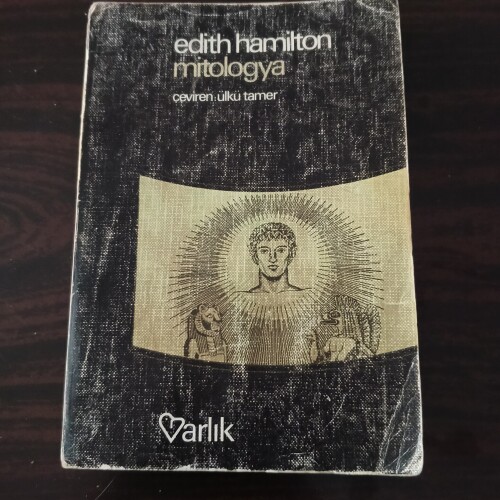 edith hamilton
mitologya
çeviren: ülkü tamer
Varlık